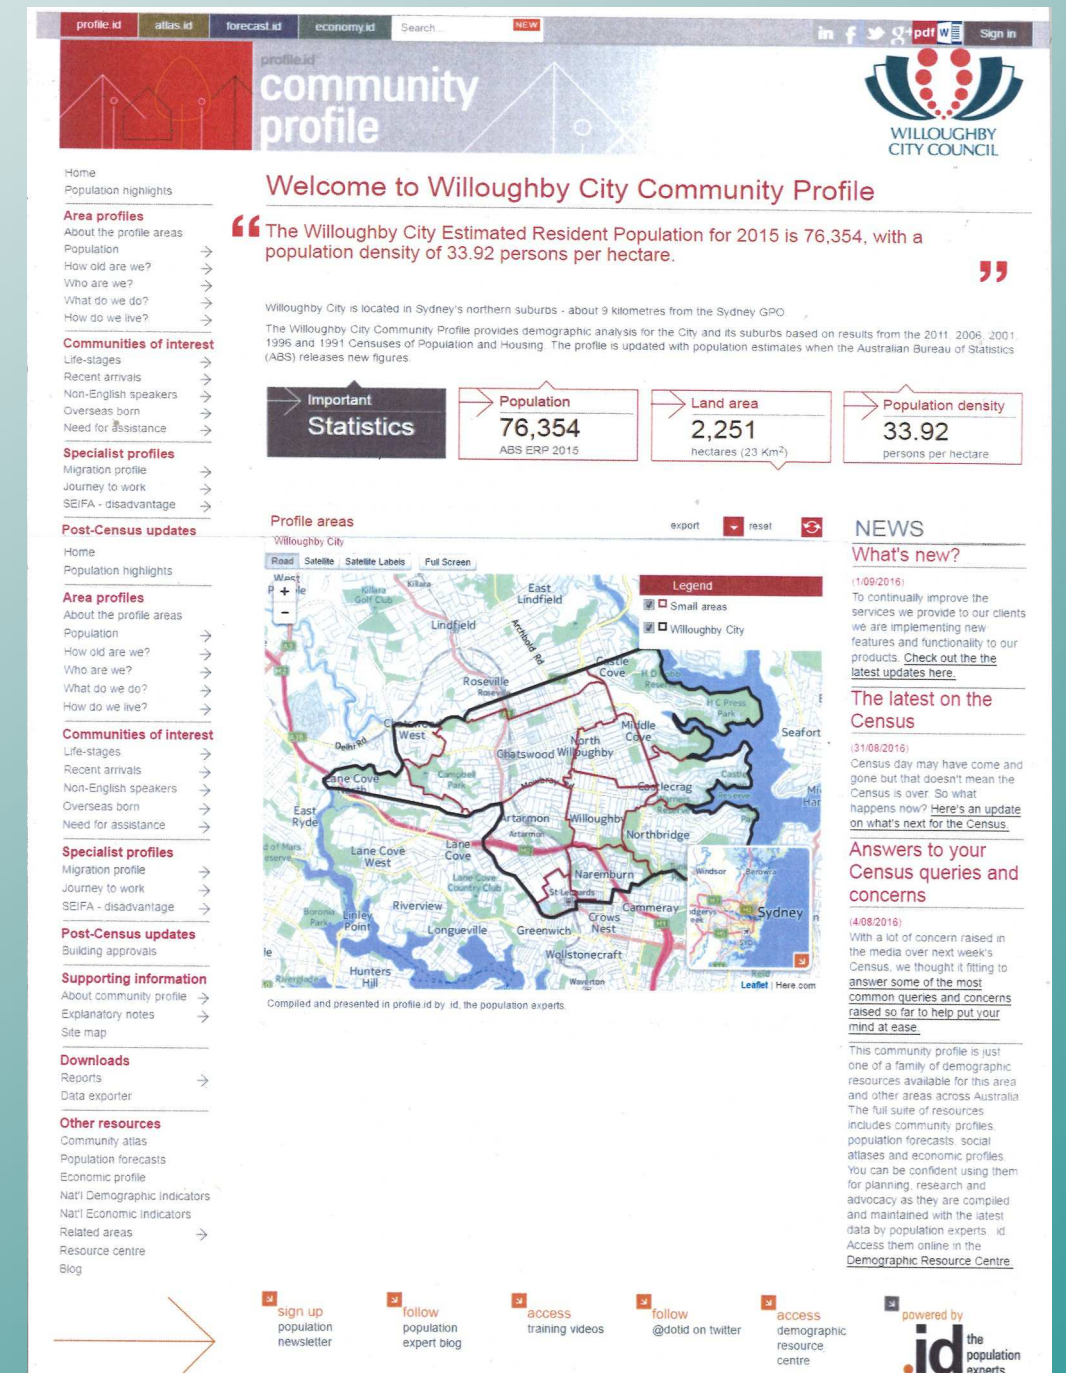 profile.id atlas.id forecast.id economy.id Search... NEW pdf W Sign in
profile.id
community
profile
WILLOUGHBY
CITY COUNCIL
Home
Population highlights
Area profiles
About the profile areas
Population
How old are we?
Who are we?
What do we do?
How do we live?
Communities of interest
Life-stages
Recent arrivals
Non-English speakers
Overseas born
Need for assistance
Specialist profiles
Migration profile
Journey to work
SEIFA - disadvantage
Post-Census updates
Home
Population highlights
Area profiles
About the profile areas
Population
How old are we?
Who are we?
What do we do?
How do we live?
Communities of interest
Life-stages
Recent arrivals
Non-English speakers
Overseas born
Need for assistance
Specialist profiles
Migration profile
Journey to work
SEIFA - disadvantage
Post-Census updates
Building approvals
Supporting information
About community profile
Explanatory notes
Site map
Downloads
Reports
Data exporter
Other resources
Community atlas
Population forecasts
Economic profile
Nat'l Demographic Indicators
Nat'l Economic Indicators
Related areas
Resource centre
Blog
Welcome to Willoughby City Community Profile
“ The Willoughby City Estimated Resident Population for 2015 is 76,354, with a
population density of 33.92 persons per hectare. ”
Willoughby City is located in Sydney's northern suburbs - about 9 kilometres from the Sydney GPO.
The Willoughby City Community Profile provides demographic analysis for the City and its suburbs based on results from the 2011, 2006, 2001,
1996 and 1991 Censuses of Population and Housing. The profile is updated with population estimates when the Australian Bureau of Statistics
(ABS) releases new figures.
Important
Statistics
Population
76,354
ABS ERP 2015
Land area
2,251
hectares (23 Km²)
Population density
33.92
persons per hectare
Profile areas
export reset
Willoughby City
Road Satellite Satellite Labels Full Screen
+
−
Legend
Small areas
Willoughby City
West
Killara
Killara
Golf Club
East
Lindfield
Lindfield
Archbold Rd
Roseville
Castle
Cove
H C Press
Park
Seaforth
Chatswood
West
Delhi Rd
Middle
Cove
North
Willoughby
Chatswood
Lane Cove
North
Campbell
Park
Mowbray
Castlecrag
East
Ryde
Artarmon
Artarmon
Willoughby
Northbridge
Lane Cove
West
Lane
Cove
Lane Cove
Country Club
Naremburn
St Leonards
Riverview
Linley
Point
Longueville
Greenwich
Crows
Nest
Cammeray
Wollstonecraft
Hunters
Hill
Waverton
Windsor
Berowra
Sydney
Leaflet | Here.com
Compiled and presented in profile.id by .id, the population experts.
NEWS
What's new?
(1/09/2016)
To continually improve the
services we provide to our clients
we are implementing new
features and functionality to our
products. Check out the the
latest updates here.
The latest on the
Census
(31/08/2016)
Census day may have come and
gone but that doesn't mean the
Census is over. So what
happens now? Here's an update
on what's next for the Census.
Answers to your
Census queries and
concerns
(4/08/2016)
With a lot of concern raised in
the media over next week's
Census, we thought it fitting to
answer some of the most
common queries and concerns
raised so far to help put your
mind at ease.
This community profile is just
one of a family of demographic
resources available for this area
and other areas across Australia.
The full suite of resources
includes community profiles,
population forecasts, social
atlases and economic profiles.
You can be confident using them
for planning, research and
advocacy as they are compiled
and maintained with the latest
data by population experts .id
Access them online in the
Demographic Resource Centre
sign up
population
newsletter
follow
population
expert blog
access
training videos
follow
@dotid on twitter
access
demographic
resource
centre
powered by
.id the
population
experts